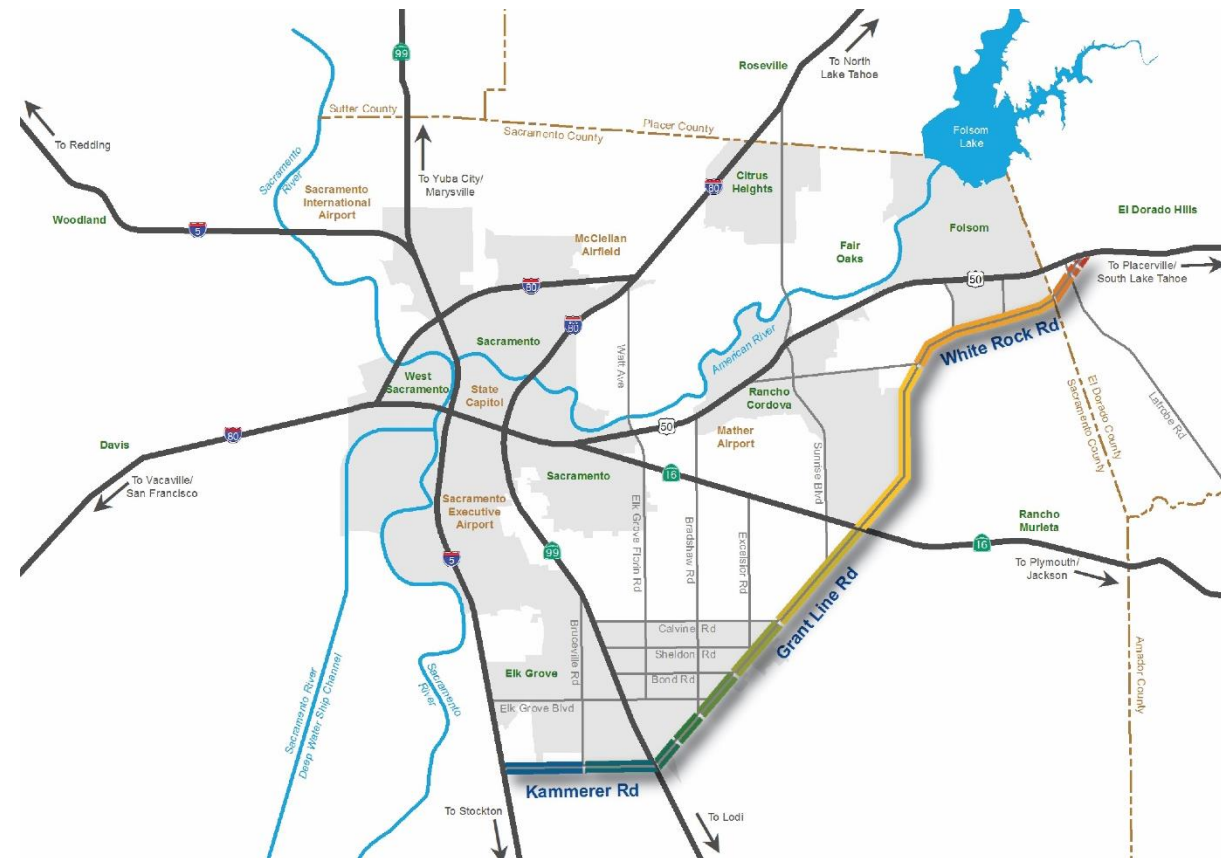 99
Roseville
To North
Lake Tahoe
Sutter County
Placer County
Sacramento County
Folsom
Lake
To Redding
Sacramento
River
To Yuba City/
Marysville
Sacramento
International
Airport
Citrus
Heights
80
Woodland
5
El Dorado Hills
Folsom
McClellan
Airfield
Fair
Oaks
To Placerville/
South Lake Tahoe
50
80
80
American River
White Rock Rd
Sacramento
Watt Ave
West
Sacramento
State
Capitol
Rancho
Cordova
El Dorado County
Sacramento County
Latrobe Rd
Davis
80
50
Mather
Airport
Sunrise Blvd
To Vacaville/
San Francisco
Sacramento
16
Sacramento
Executive
Airport
Elk Grove Florin Rd
Bradshaw Rd
Excelsior Rd
Rancho
Murieta
16
99
5
To Plymouth/
Jackson
Grant Line Rd
Bruceville Rd
Calvine Rd
Sheldon Rd
Bond Rd
Elk Grove
Elk Grove Blvd
Amador County
Sacramento River
Deep Water Ship Channel
Sacramento
River
Kammerer Rd
To Stockton
To Lodi